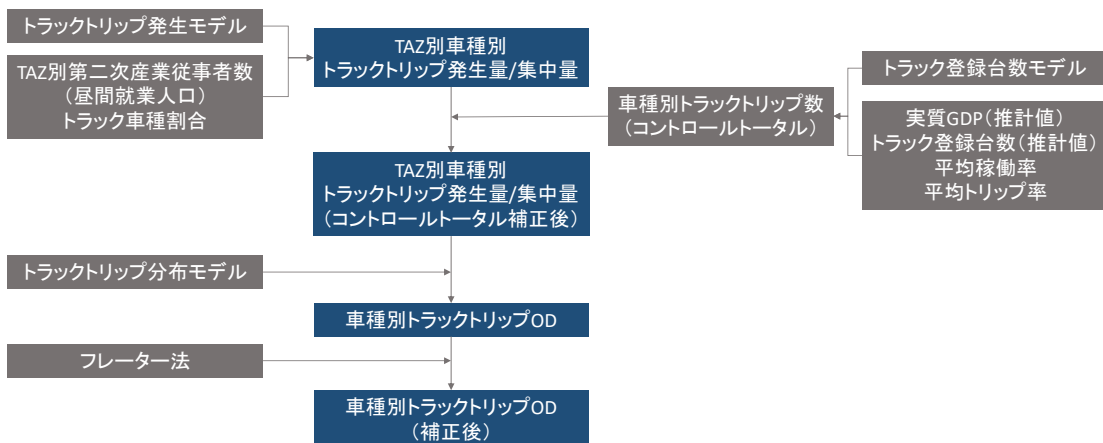 トラックトリップ発生モデル
TAZ別第二次産業従事者数
（昼間就業人口）
トラック車種割合
TAZ別車種別
トラックトリップ発生量/集中量
車種別トラックトリップ数
（コントロールトータル）
トラック登録台数モデル
実質GDP（推計値）
トラック登録台数（推計値）
平均稼働率
平均トリップ率
TAZ別車種別
トラックトリップ発生量/集中量
（コントロールトータル補正後）
トラックトリップ分布モデル
車種別トラックトリップOD
フレーター法
車種別トラックトリップOD
（補正後）